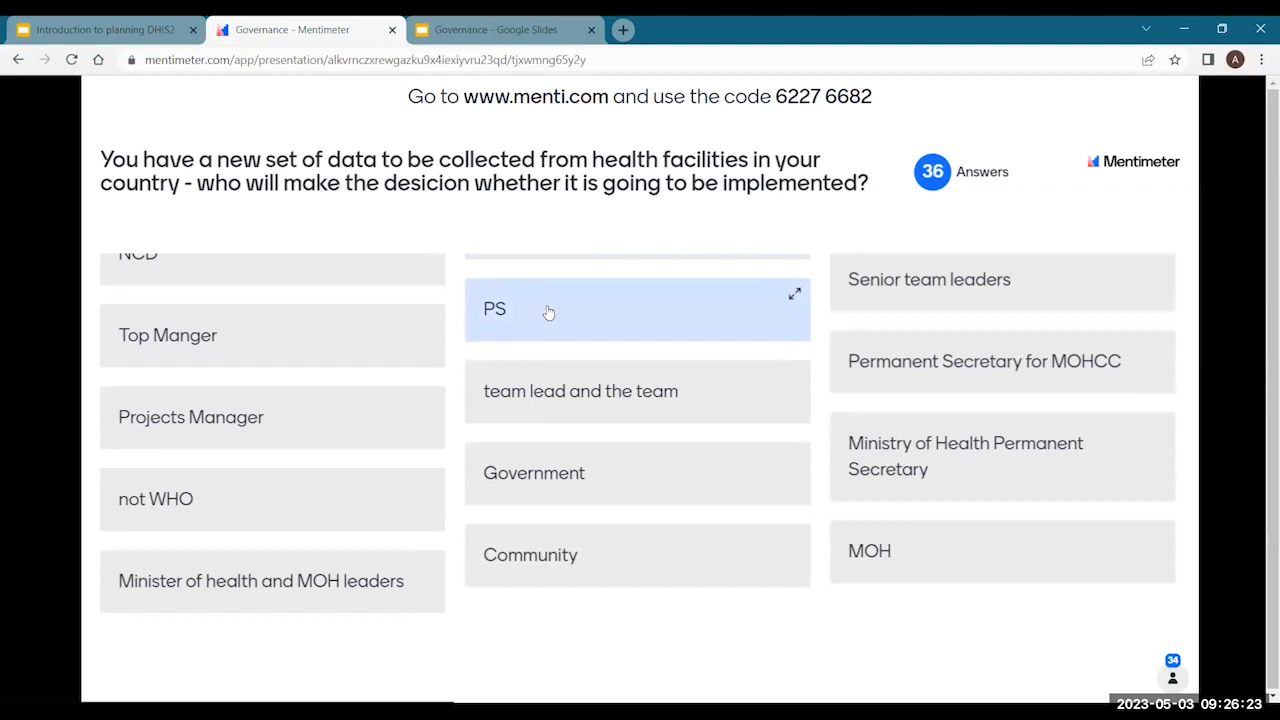 Introduction to planning DHIS2
Governance - Mentimeter
Governance - Google Slides
mentimeter.com/app/presentation/alkvrnczxrewgazku9x4iexiyvru23qd/tjxwmng65y2y
A
Go to www.menti.com and use the code 6227 6682
You have a new set of data to be collected from health facilities in your
country - who will make the desicion whether it is going to be implemented?
36 Answers
Mentimeter
NCD
Top Manger
Projects Manager
not WHO
Minister of health and MOH leaders
PS
team lead and the team
Government
Community
Senior team leaders
Permanent Secretary for MOHCC
Ministry of Health Permanent
Secretary
MOH
34
2023-05-03 09:26:23